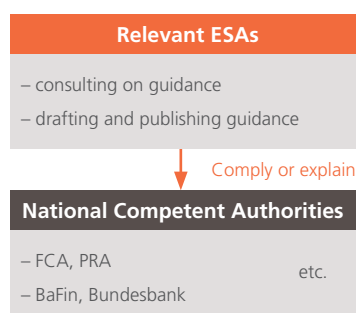 Relevant ESAs
– consulting on guidance
– drafting and publishing guidance
Comply or explain
National Competent Authorities
– FCA, PRA
etc.
– BaFin, Bundesbank